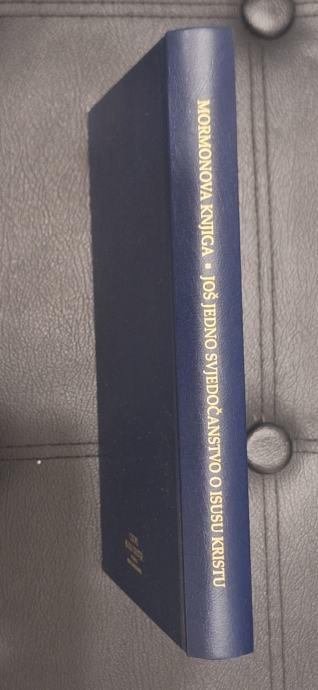 MORMONOVA KNJIGA ▪ JOŠ JEDNO SVJEDOČANSTVO O ISUSU KRISTU